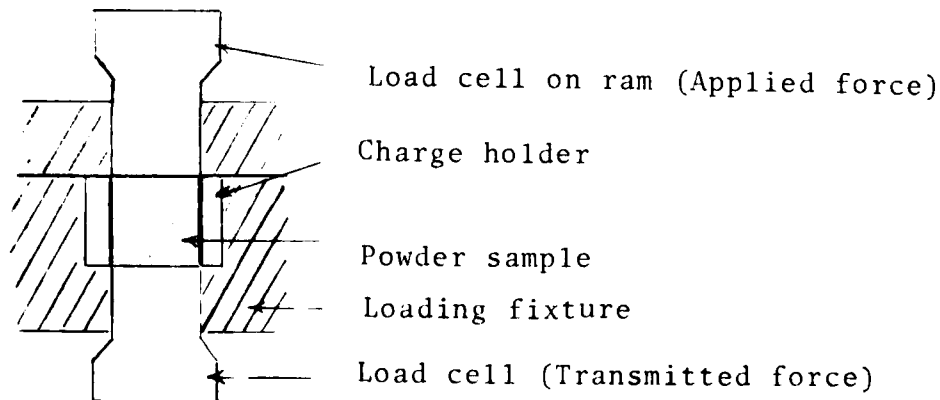 Load cell on ram (Applied force)
Charge holder
Powder sample
Loading fixture
Load cell (Transmitted force)